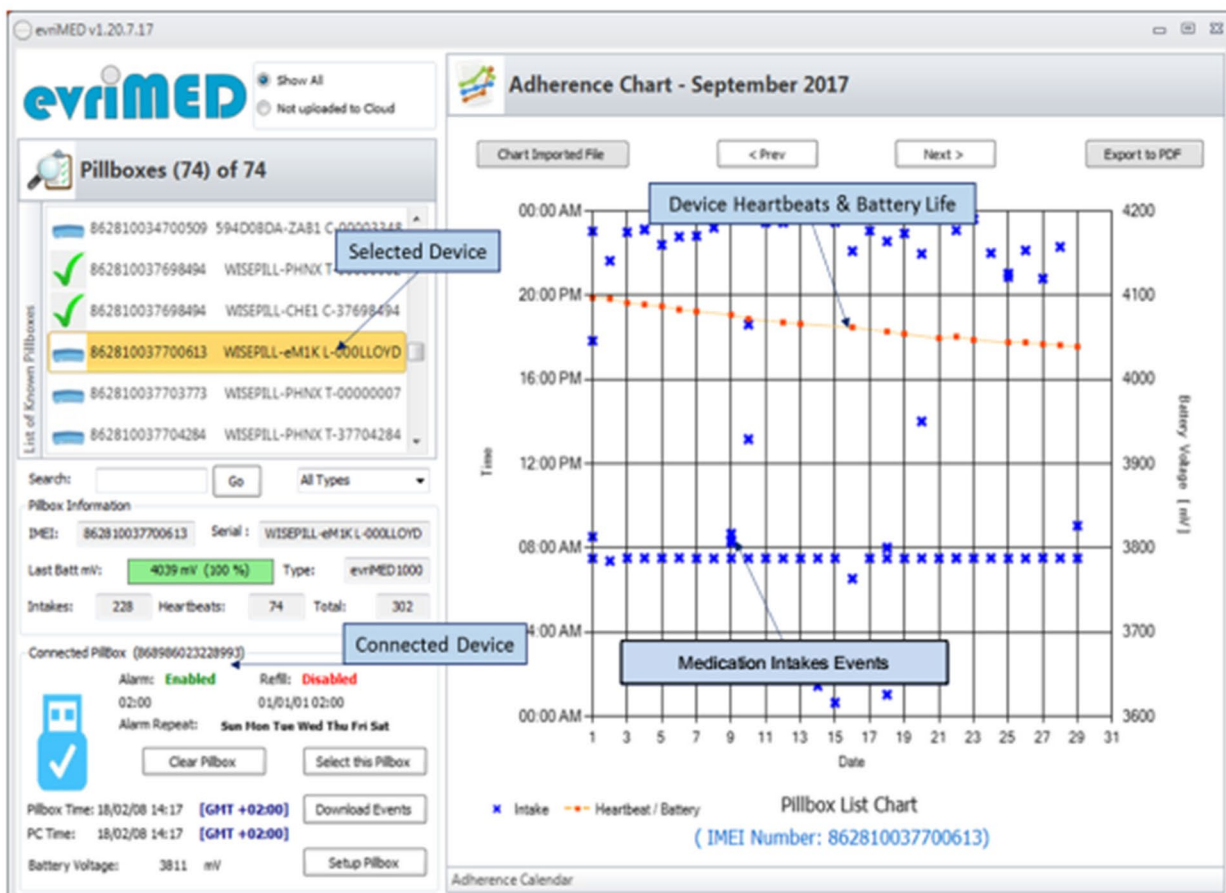 evriMED v1.20.7.17
evriMED
Show All
Not uploaded to Cloud
Pillboxes (74) of 74
List of Known Pillboxes
862810034700509 594D08DA-ZAB1 C-00003348
862810037698494 WISEPILL-PHNX T-
862810037698494 WISEPILL-CHE1 C-37698494
862810037700613 WISEPILL-eM1K L-000LLOYD
862810037703773 WISEPILL-PHNX T-00000007
862810037704284 WISEPILL-PHNX T-37704284
Selected Device
Search: Go All Types
Pillbox Information
IMEI: 862810037700613 Serial : WISEPILL-eM1K L-000LLOYD
Last Batt mV: 4039 mV (100 %) Type: evriMED1000
Intakes: 228 Heartbeats: 74 Total: 302
Connected Device
Connected PillBox (868986023228993)
Alarm: Enabled Refill: Disabled
02:00 01/01/01 02:00
Alarm Repeat: Sun Mon Tue Wed Thu Fri Sat
Clear Pillbox Select this Pillbox
Pillbox Time: 18/02/08 14:17 [GMT +02:00] Download Events
PC Time: 18/02/08 14:17 [GMT +02:00]
Battery Voltage: 3811 mV Setup Pillbox
Adherence Chart - September 2017
Chart Imported File < Prev Next > Export to PDF
Device Heartbeats & Battery Life
00:00 AM 4200
20:00 PM 4100
16:00 PM 4000
12:00 PM 3900
08:00 AM 3800
04:00 AM 3700
00:00 AM 3600
Time
Battery Voltage [mV]
Medication Intakes Events
1 3 5 7 9 11 13 15 17 19 21 23 25 27 29 31
Date
Intake Heartbeat / Battery Pillbox List Chart
( IMEI Number: 862810037700613)
Adherence Calendar